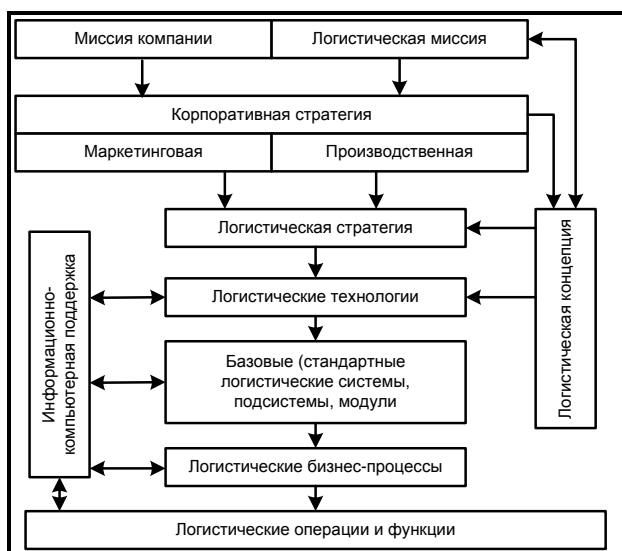 Миссия компании
Логистическая миссия
Корпоративная стратегия
Маркетинговая
Производственная
Логистическая стратегия
Логистические технологии
Базовые (стандартные
логистические системы,
подсистемы, модули
Логистические бизнес-процессы
Логистические операции и функции
Информационно-
компьютерная поддержка
Логистическая концепция